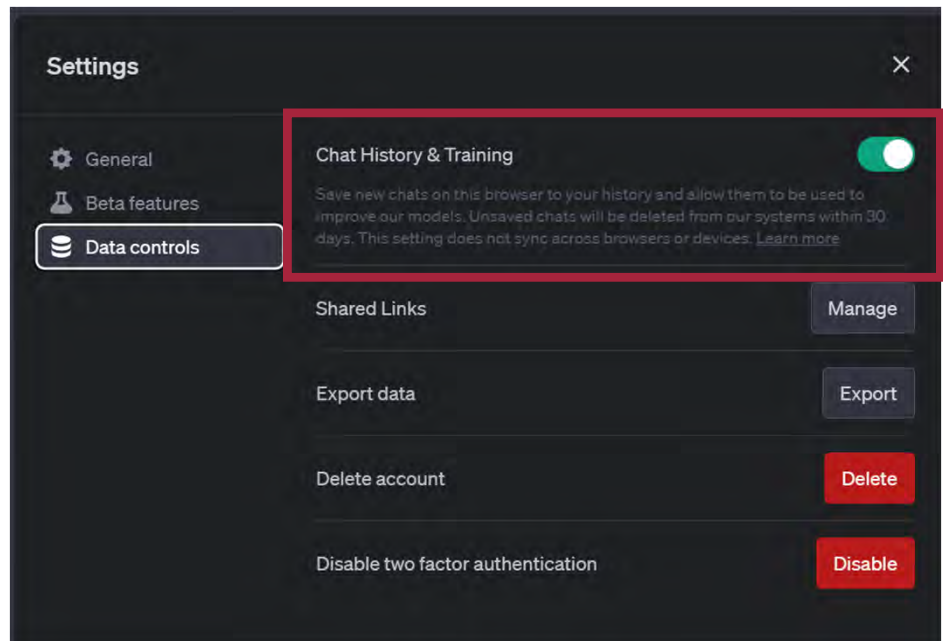 Settings
General
Beta features
Data controls
Chat History & Training
Save new chats on this browser to your history and allow them to be used to
improve our models. Unsaved chats will be deleted from our systems within 30
days. This setting does not sync across browsers or devices. Learn more
Shared Links
Manage
Export data
Export
Delete account
Delete
Disable two factor authentication
Disable